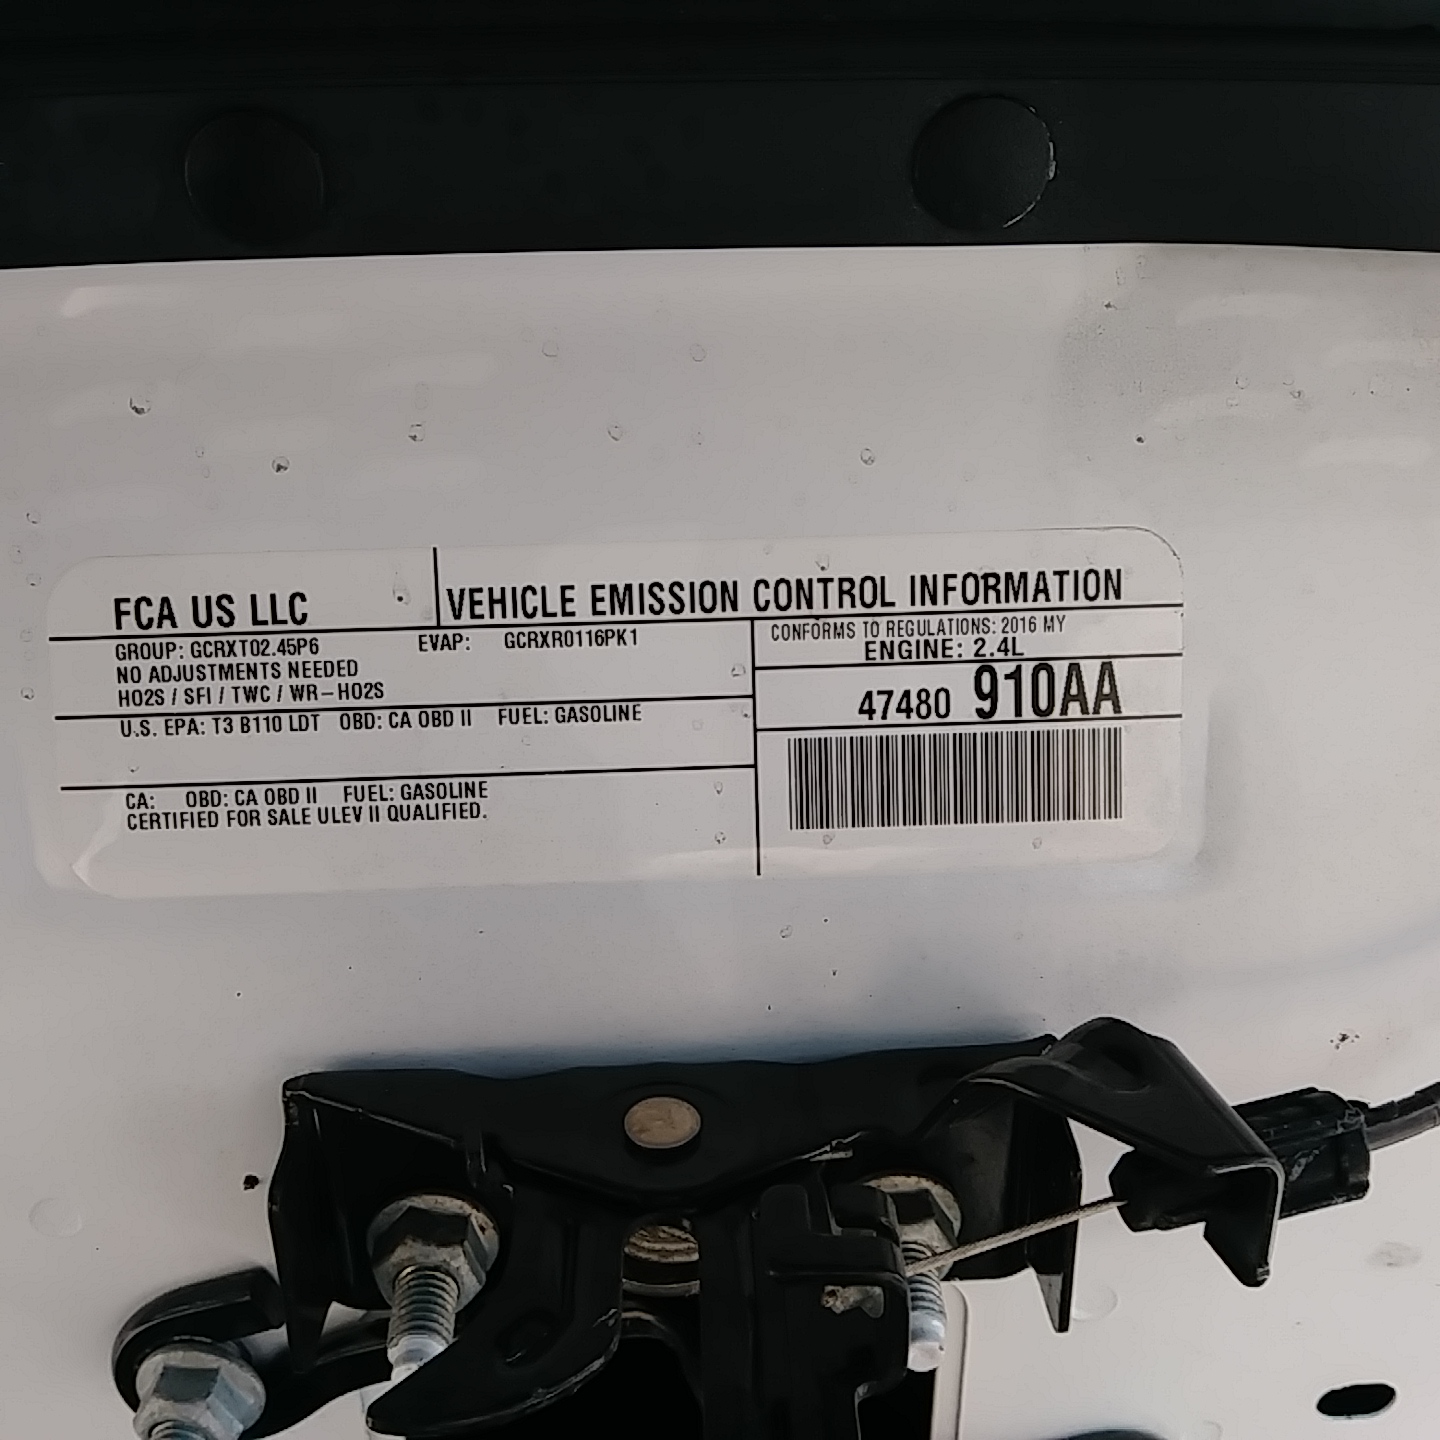 FCA US LLC
VEHICLE EMISSION CONTROL INFORMATION
GROUP: GCRXT02.45P6 EVAP: GCRXR0116PK1
NO ADJUSTMENTS NEEDED
HO2S / SFI / TWC / WR-HO2S
U.S. EPA: T3 B110 LDT OBD: CA OBD II FUEL: GASOLINE
CA: OBD: CA OBD II FUEL: GASOLINE
CERTIFIED FOR SALE ULEV II QUALIFIED.
CONFORMS TO REGULATIONS: 2016 MY
ENGINE: 2.4L
47480 910AA